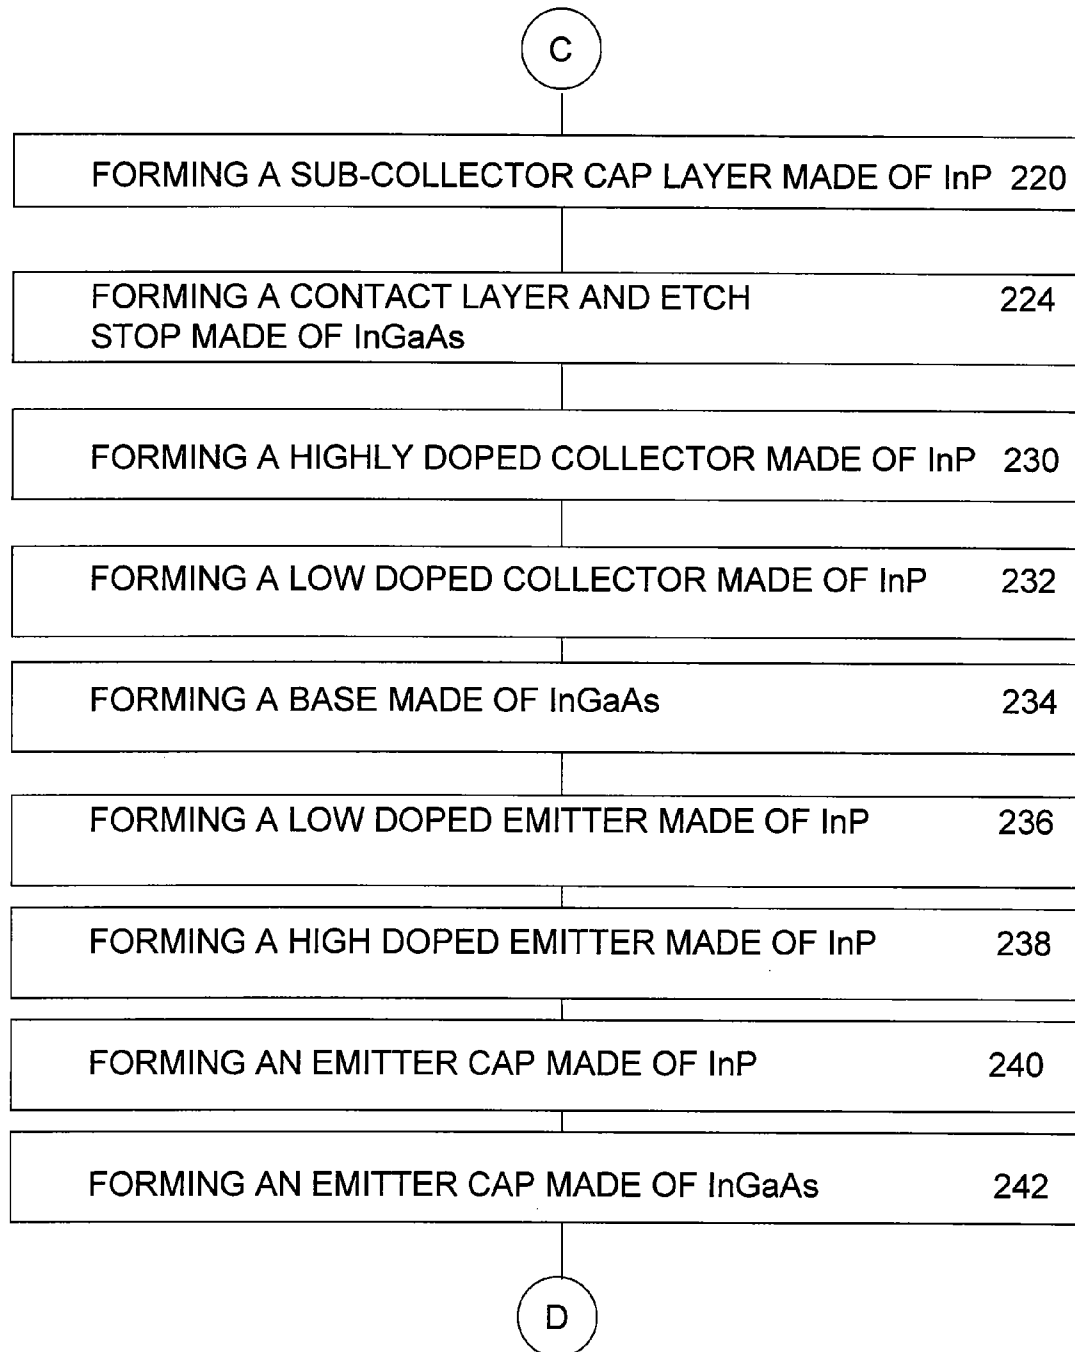 C
FORMING A SUB-COLLECTOR CAP LAYER MADE OF InP 220
FORMING A CONTACT LAYER AND ETCH 224
STOP MADE OF InGaAs
FORMING A HIGHLY DOPED COLLECTOR MADE OF InP 230
FORMING A LOW DOPED COLLECTOR MADE OF InP 232
FORMING A BASE MADE OF InGaAs 234
FORMING A LOW DOPED EMITTER MADE OF InP 236
FORMING A HIGH DOPED EMITTER MADE OF InP 238
FORMING AN EMITTER CAP MADE OF InP 240
FORMING AN EMITTER CAP MADE OF InGaAs 242
D